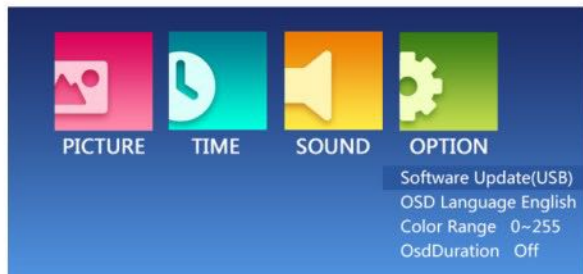 PICTURE TIME SOUND OPTION
Software Update(USB)
OSD Language English
Color Range 0~255
OsdDuration Off